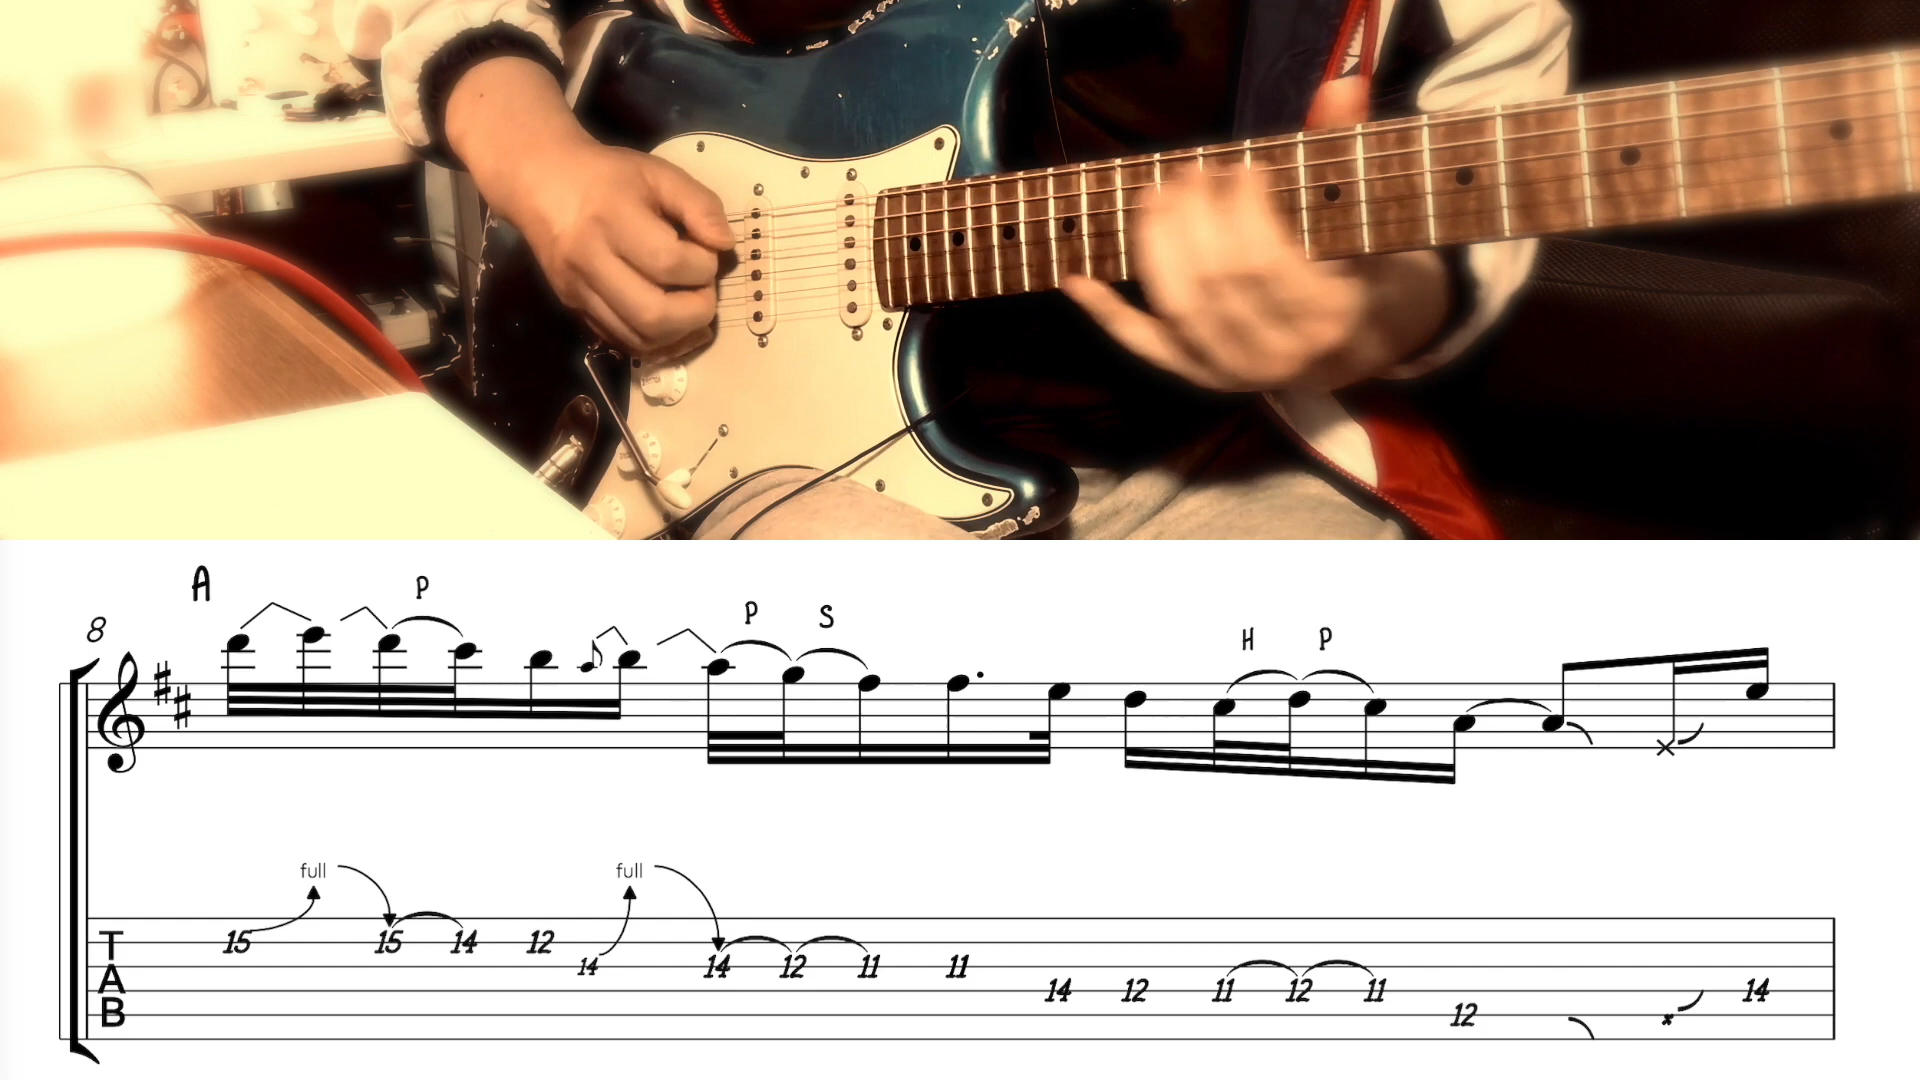 A
P
8
P S
H P
full full
T 15 15 14 12
A 14 14 12 11 11
14 12 11 12 11 14
B 12 x